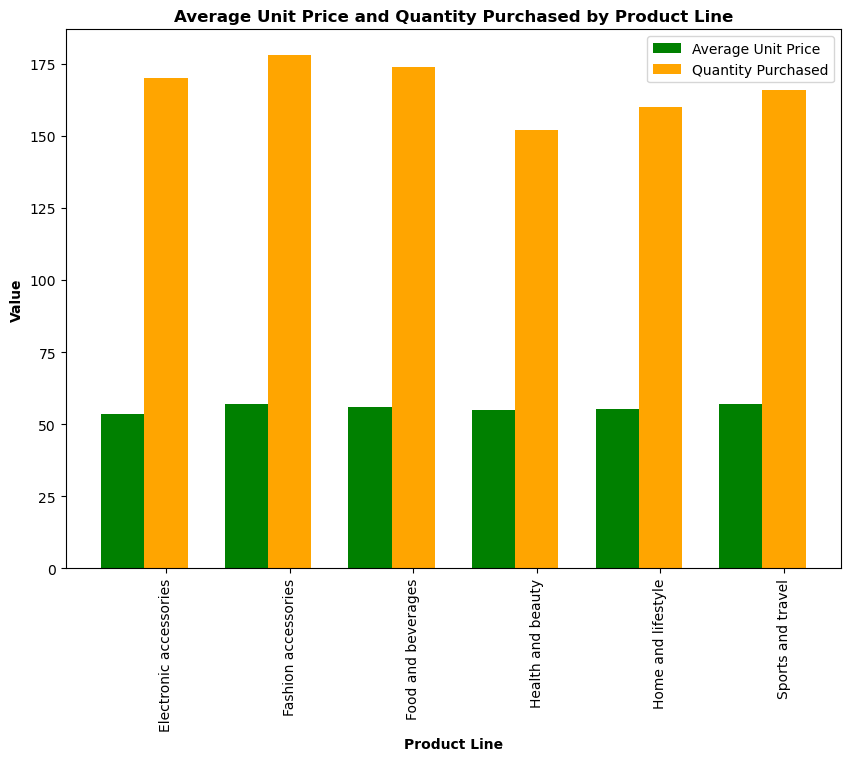 Average Unit Price and Quantity Purchased by Product Line
Average Unit Price
Quantity Purchased
Value
175
150
125
100
75
50
25
0
Electronic accessories
Fashion accessories
Food and beverages
Health and beauty
Home and lifestyle
Sports and travel
Product Line